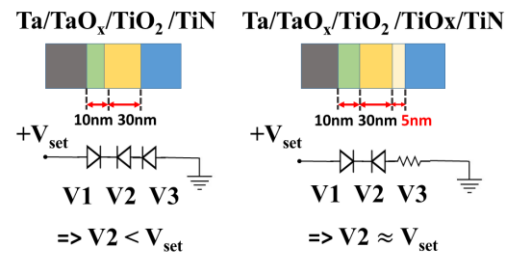 Ta/TaOx/TiO2/TiN
10nm 30nm
+Vset
V1 V2 V3
=> V2 < Vset
Ta/TaOx/TiO2/TiOx/TiN
10nm 30nm 5nm
+Vset
V1 V2 V3
=> V2 ≈ Vset